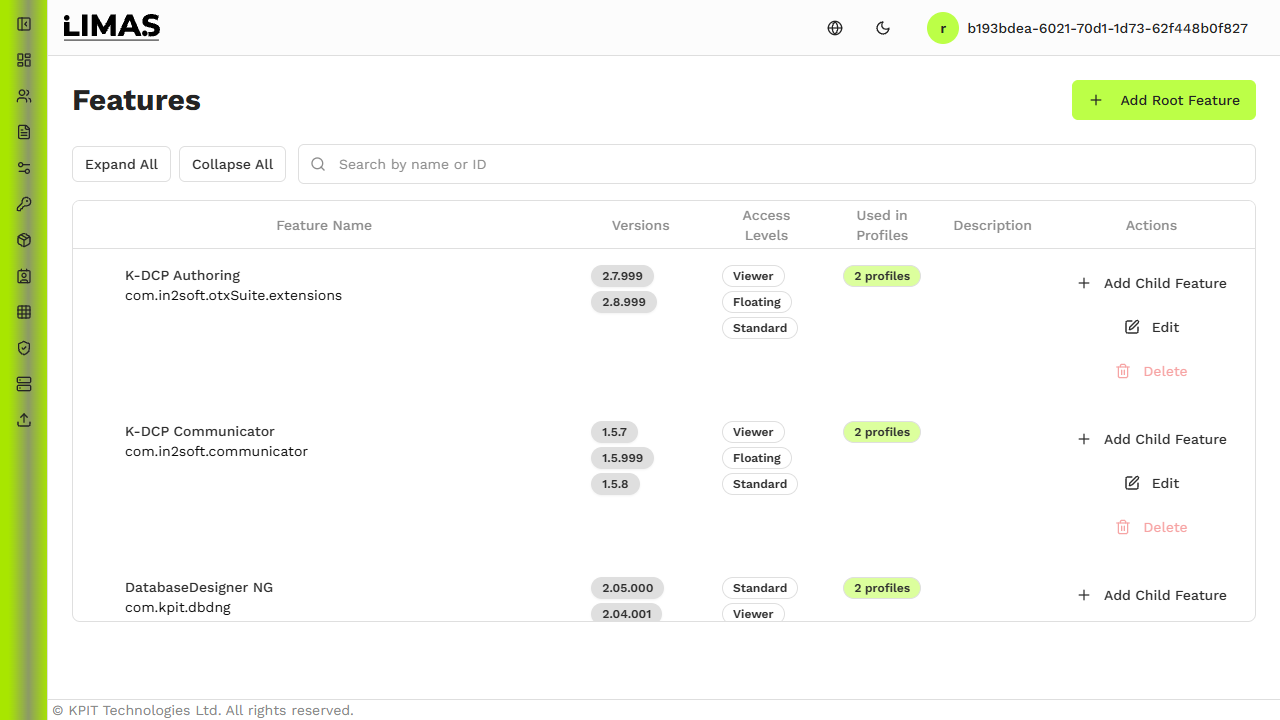 LIMAS
r
b193bdea-6021-70d1-1d73-62f448b0f827
Features
Add Root Feature
Expand All
Collapse All
Search by name or ID
Feature Name
Versions
Access Levels
Used in Profiles
Description
Actions
K-DCP Authoring
com.in2soft.otxSuite.extensions
2.7.999
2.8.999
Viewer
Floating
Standard
2 profiles
Add Child Feature
Edit
Delete
K-DCP Communicator
com.in2soft.communicator
1.5.7
1.5.999
1.5.8
Viewer
Floating
Standard
2 profiles
Add Child Feature
Edit
Delete
DatabaseDesigner NG
com.kpit.dbdng
2.05.000
2.04.001
Standard
Viewer
2 profiles
Add Child Feature
© KPIT Technologies Ltd. All rights reserved.